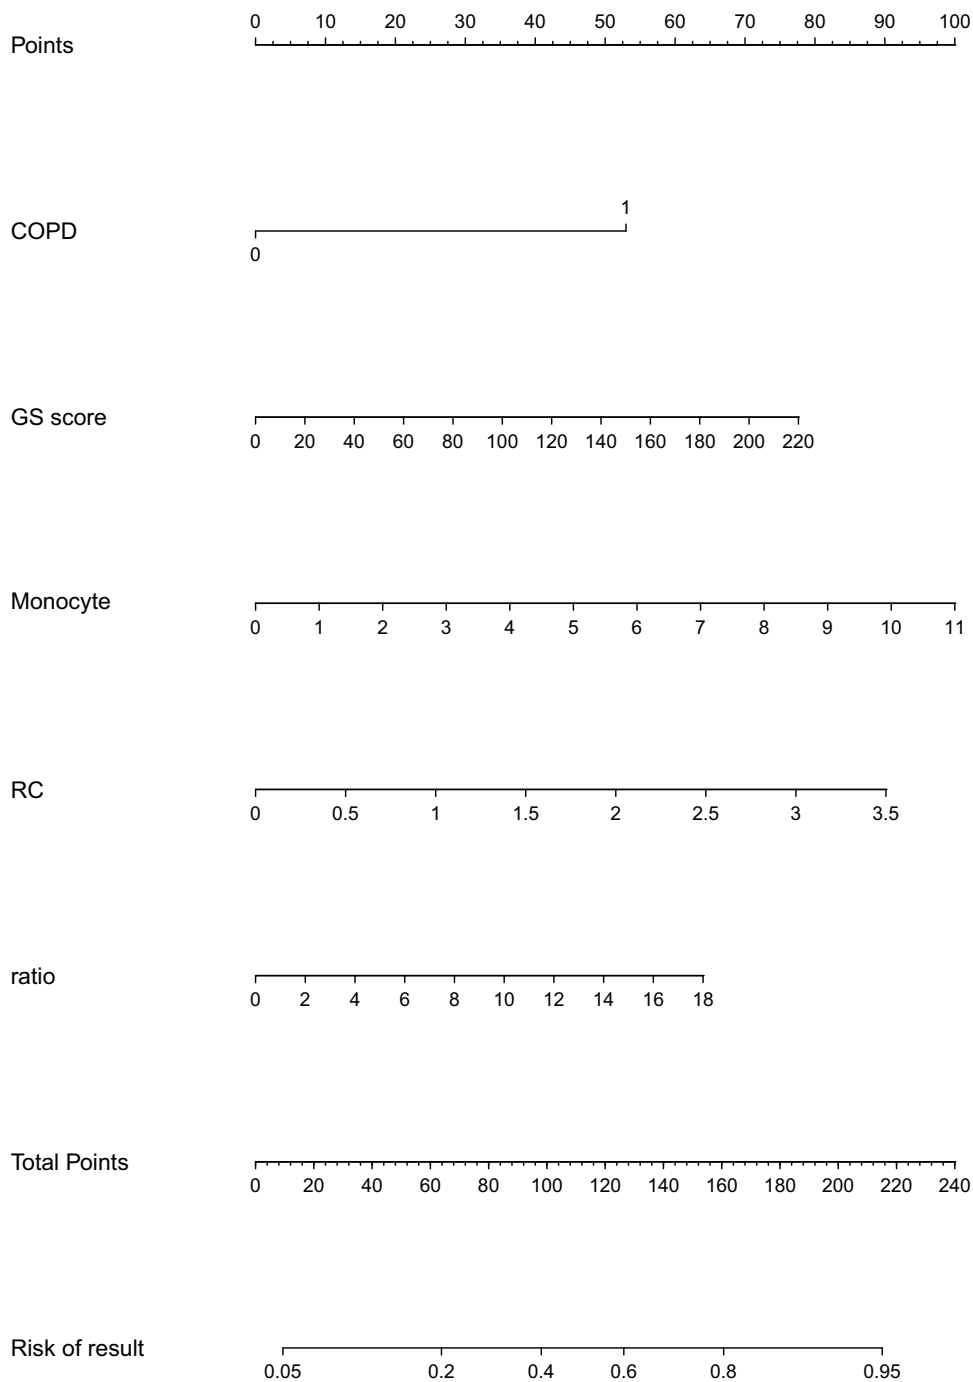 Points 0 10 20 30 40 50 60 70 80 90 100
COPD 0 1
GS score 0 20 40 60 80 100 120 140 160 180 200 220
Monocyte 0 1 2 3 4 5 6 7 8 9 10 11
RC 0 0.5 1 1.5 2 2.5 3 3.5
ratio 0 2 4 6 8 10 12 14 16 18
Total Points 0 20 40 60 80 100 120 140 160 180 200 220 240
Risk of result 0.05 0.2 0.4 0.6 0.8 0.95